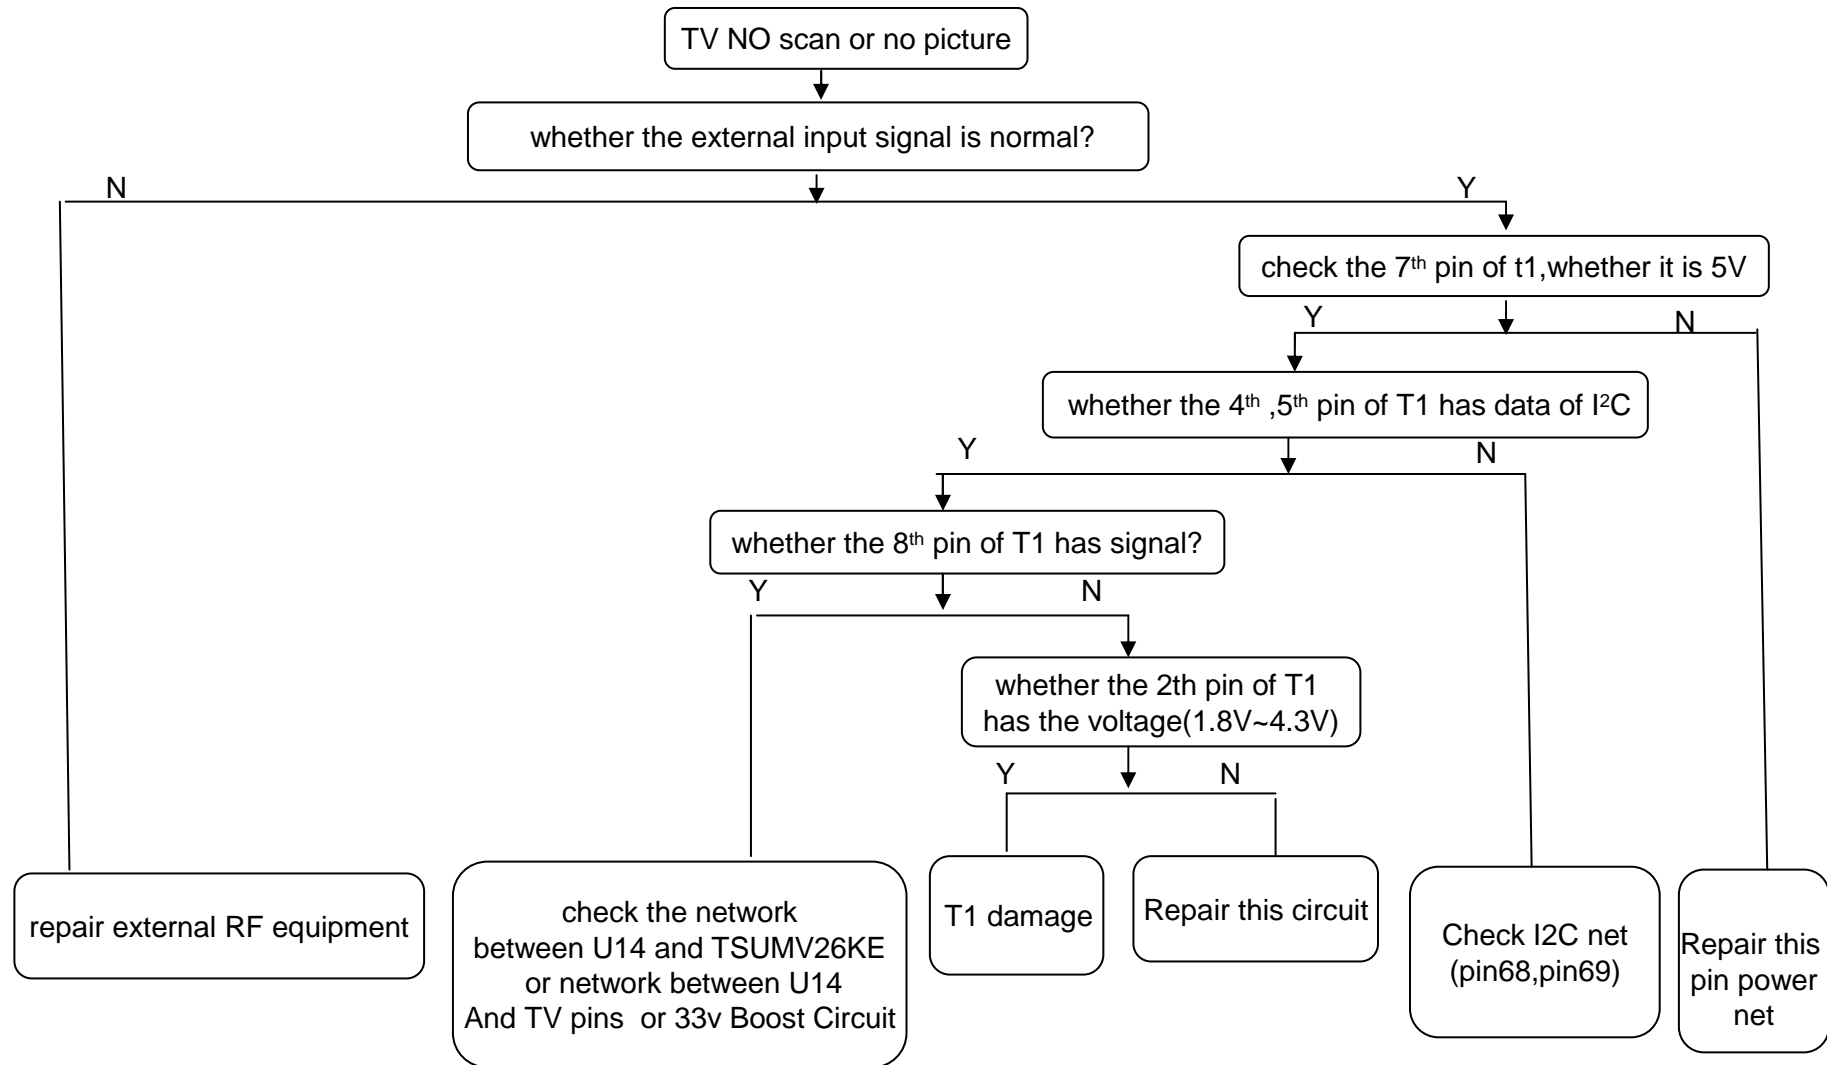 TV NO scan or no picture
whether the external input signal is normal?
N
Y
check the 7th pin of t1,whether it is 5V
Y
N
whether the 4th ,5th pin of T1 has data of I2C
Y
N
whether the 8th pin of T1 has signal?
Y
N
whether the 2th pin of T1
has the voltage(1.8V~4.3V)
Y
N
repair external RF equipment
check the network
between U14 and TSUMV26KE
or network between U14
And TV pins or 33v Boost Circuit
T1 damage
Repair this circuit
Check I2C net
(pin68,pin69)
Repair this
pin power
net